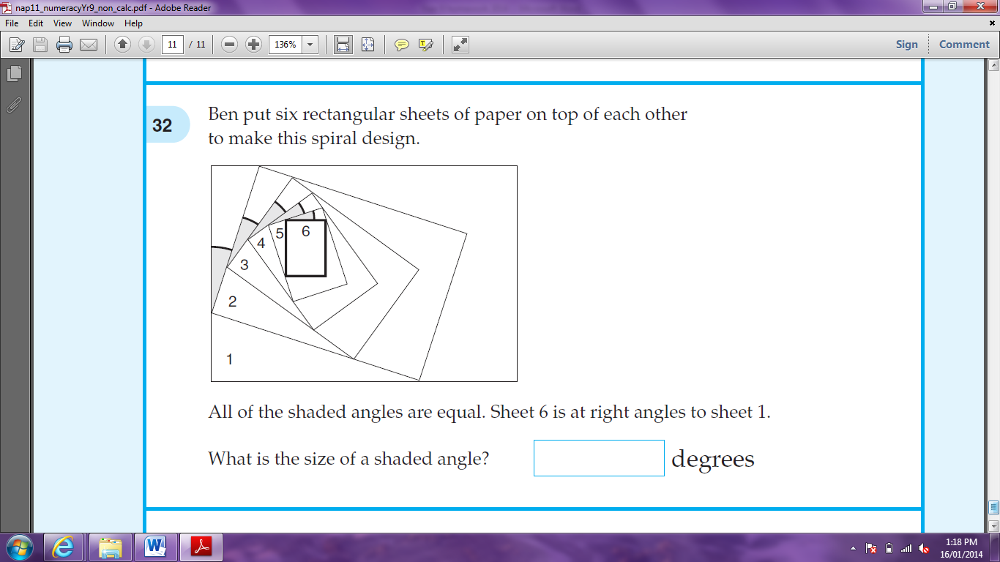 nap11_numeracyYr9_non_calc.pdf - Adobe Reader
File Edit View Window Help
11 / 11 136% Sign Comment
32
Ben put six rectangular sheets of paper on top of each other
to make this spiral design.
5 6
4
3
2
1
All of the shaded angles are equal. Sheet 6 is at right angles to sheet 1.
What is the size of a shaded angle? degrees
1:18 PM
16/01/2014